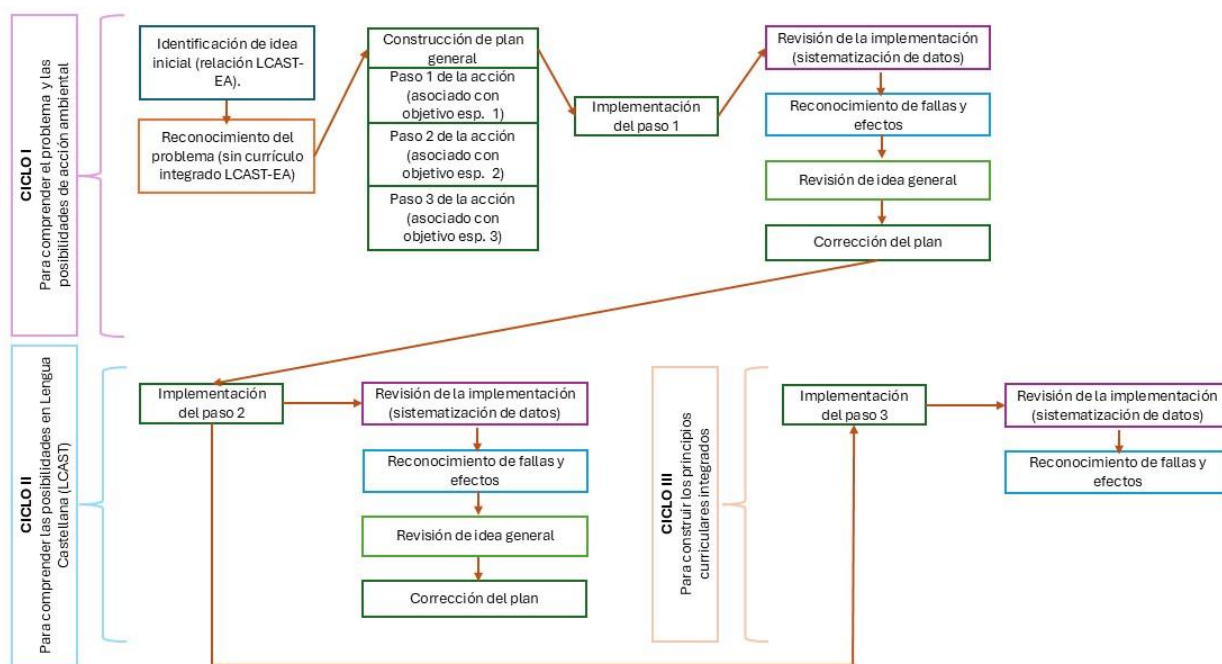 CICLO I
Para comprender el problema y las
posibilidades de acción ambiental
Identificación de idea
inicial (relación LCAST-
EA).
Reconocimiento del
problema (sin currículo
integrado LCAST-EA)
Construcción de plan
general
Paso 1 de la acción
(asociado con
objetivo esp. 1)
Paso 2 de la acción
(asociado con
objetivo esp. 2)
Paso 3 de la acción
(asociado con
objetivo esp. 3)
Implementación
del paso 1
Revisión de la implementación
(sistematización de datos)
Reconocimiento de fallas y
efectos
Revisión de idea general
Corrección del plan
CICLO II
Para comprender las posibilidades en Lengua
Castellana (LCAST)
Implementación
del paso 2
Revisión de la implementación
(sistematización de datos)
Reconocimiento de fallas y
efectos
Revisión de idea general
Corrección del plan
CICLO III
Para construir los principios
curriculares integrados
Implementación
del paso 3
Revisión de la implementación
(sistematización de datos)
Reconocimiento de fallas y
efectos